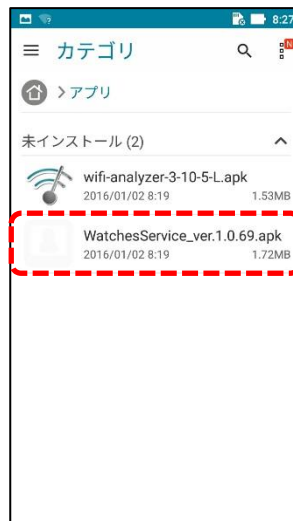 8:27
カテゴリ
N
>アプリ
未インストール (2)
wifi-analyzer-3-10-5-L.apk
2016/01/02 8:19 1.53MB
WatchesService_ver.1.0.69.apk
2016/01/02 8:19 1.72MB